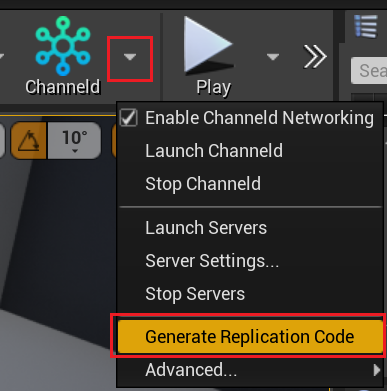 Channeld
Play
Sea
10°
Enable Channeld Networking
Launch Channeld
Stop Channeld
Launch Servers
Server Settings...
Stop Servers
Generate Replication Code
Advanced...